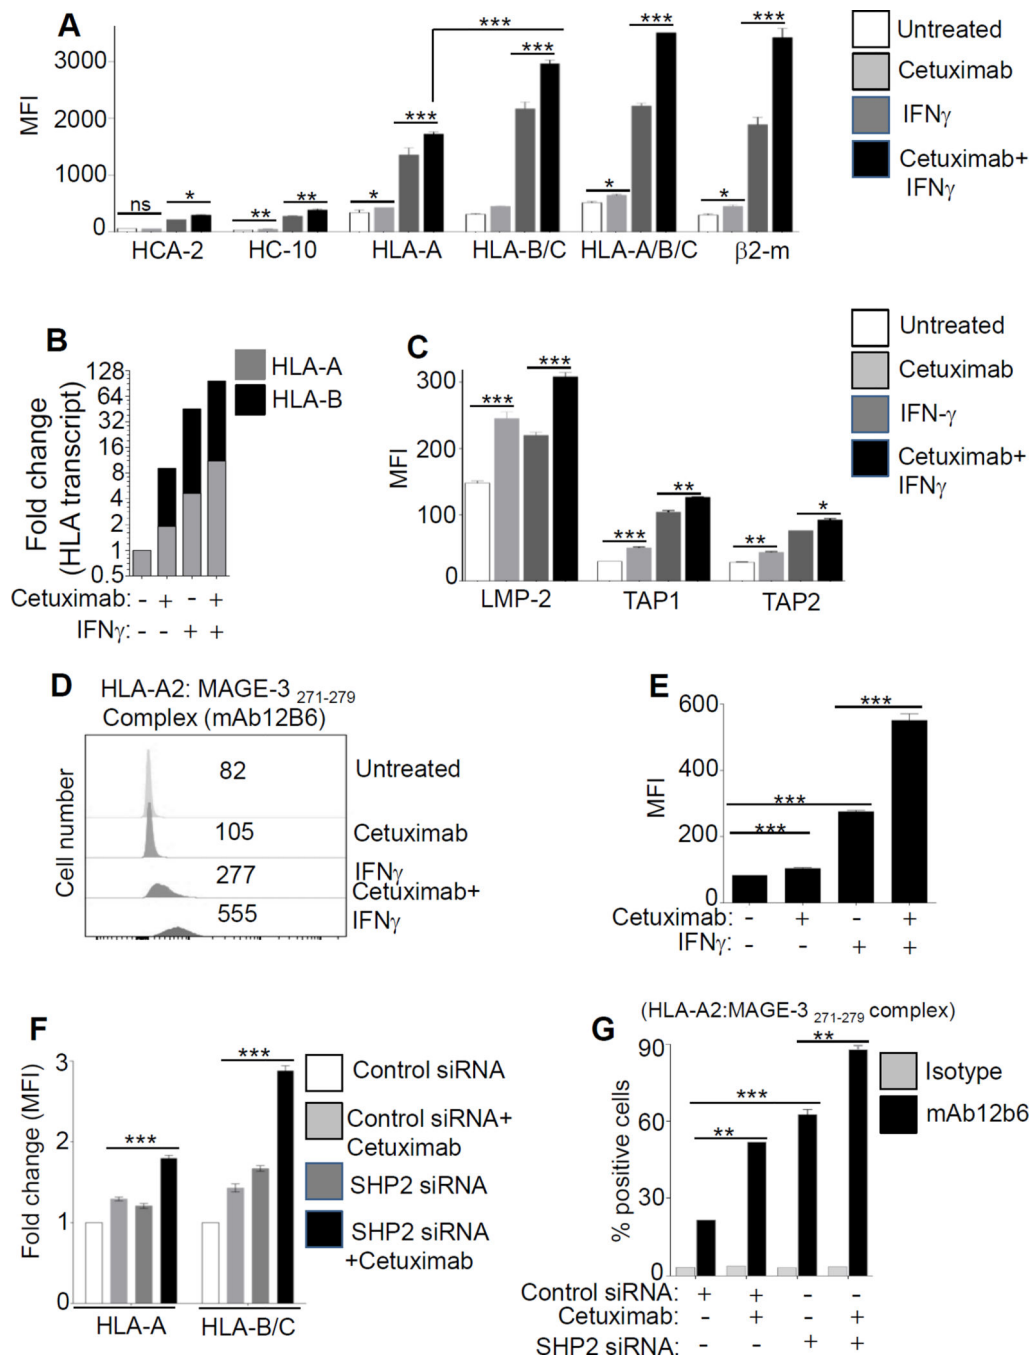 A
MFI
3000
2000
1000
0
ns
*
**
**
*
***
***
***
*
***
*
***
HCA-2
HC-10
HLA-A
HLA-B/C
HLA-A/B/C
β2-m
Untreated
Cetuximab
IFNγ
Cetuximab+
IFNγ
B
Fold change
(HLA transcript)
128
64
32
16
8
4
2
1
0.5
HLA-A
HLA-B
Cetuximab: - + - +
IFNγ: - - + +
C
MFI
300
200
100
0
***
***
***
**
**
*
LMP-2
TAP1
TAP2
Untreated
Cetuximab
IFN-γ
Cetuximab+
IFNγ
D
HLA-A2: MAGE-3 271-279
Complex (mAb12B6)
Cell number
82
Untreated
105
Cetuximab
277
IFNγ
Cetuximab+
555
IFNγ
E
MFI
600
400
200
0
***
***
***
Cetuximab: - + - +
IFNγ: - - + +
F
Fold change (MFI)
3
2
1
0
***
***
HLA-A
HLA-B/C
Control siRNA
Control siRNA+
Cetuximab
SHP2 siRNA
SHP2 siRNA
+Cetuximab
G
(HLA-A2:MAGE-3 271-279 complex)
% positive cells
90
60
30
0
**
***
**
Isotype
mAb12b6
Control siRNA: + + - -
Cetuximab: - + - +
SHP2 siRNA: - - + +